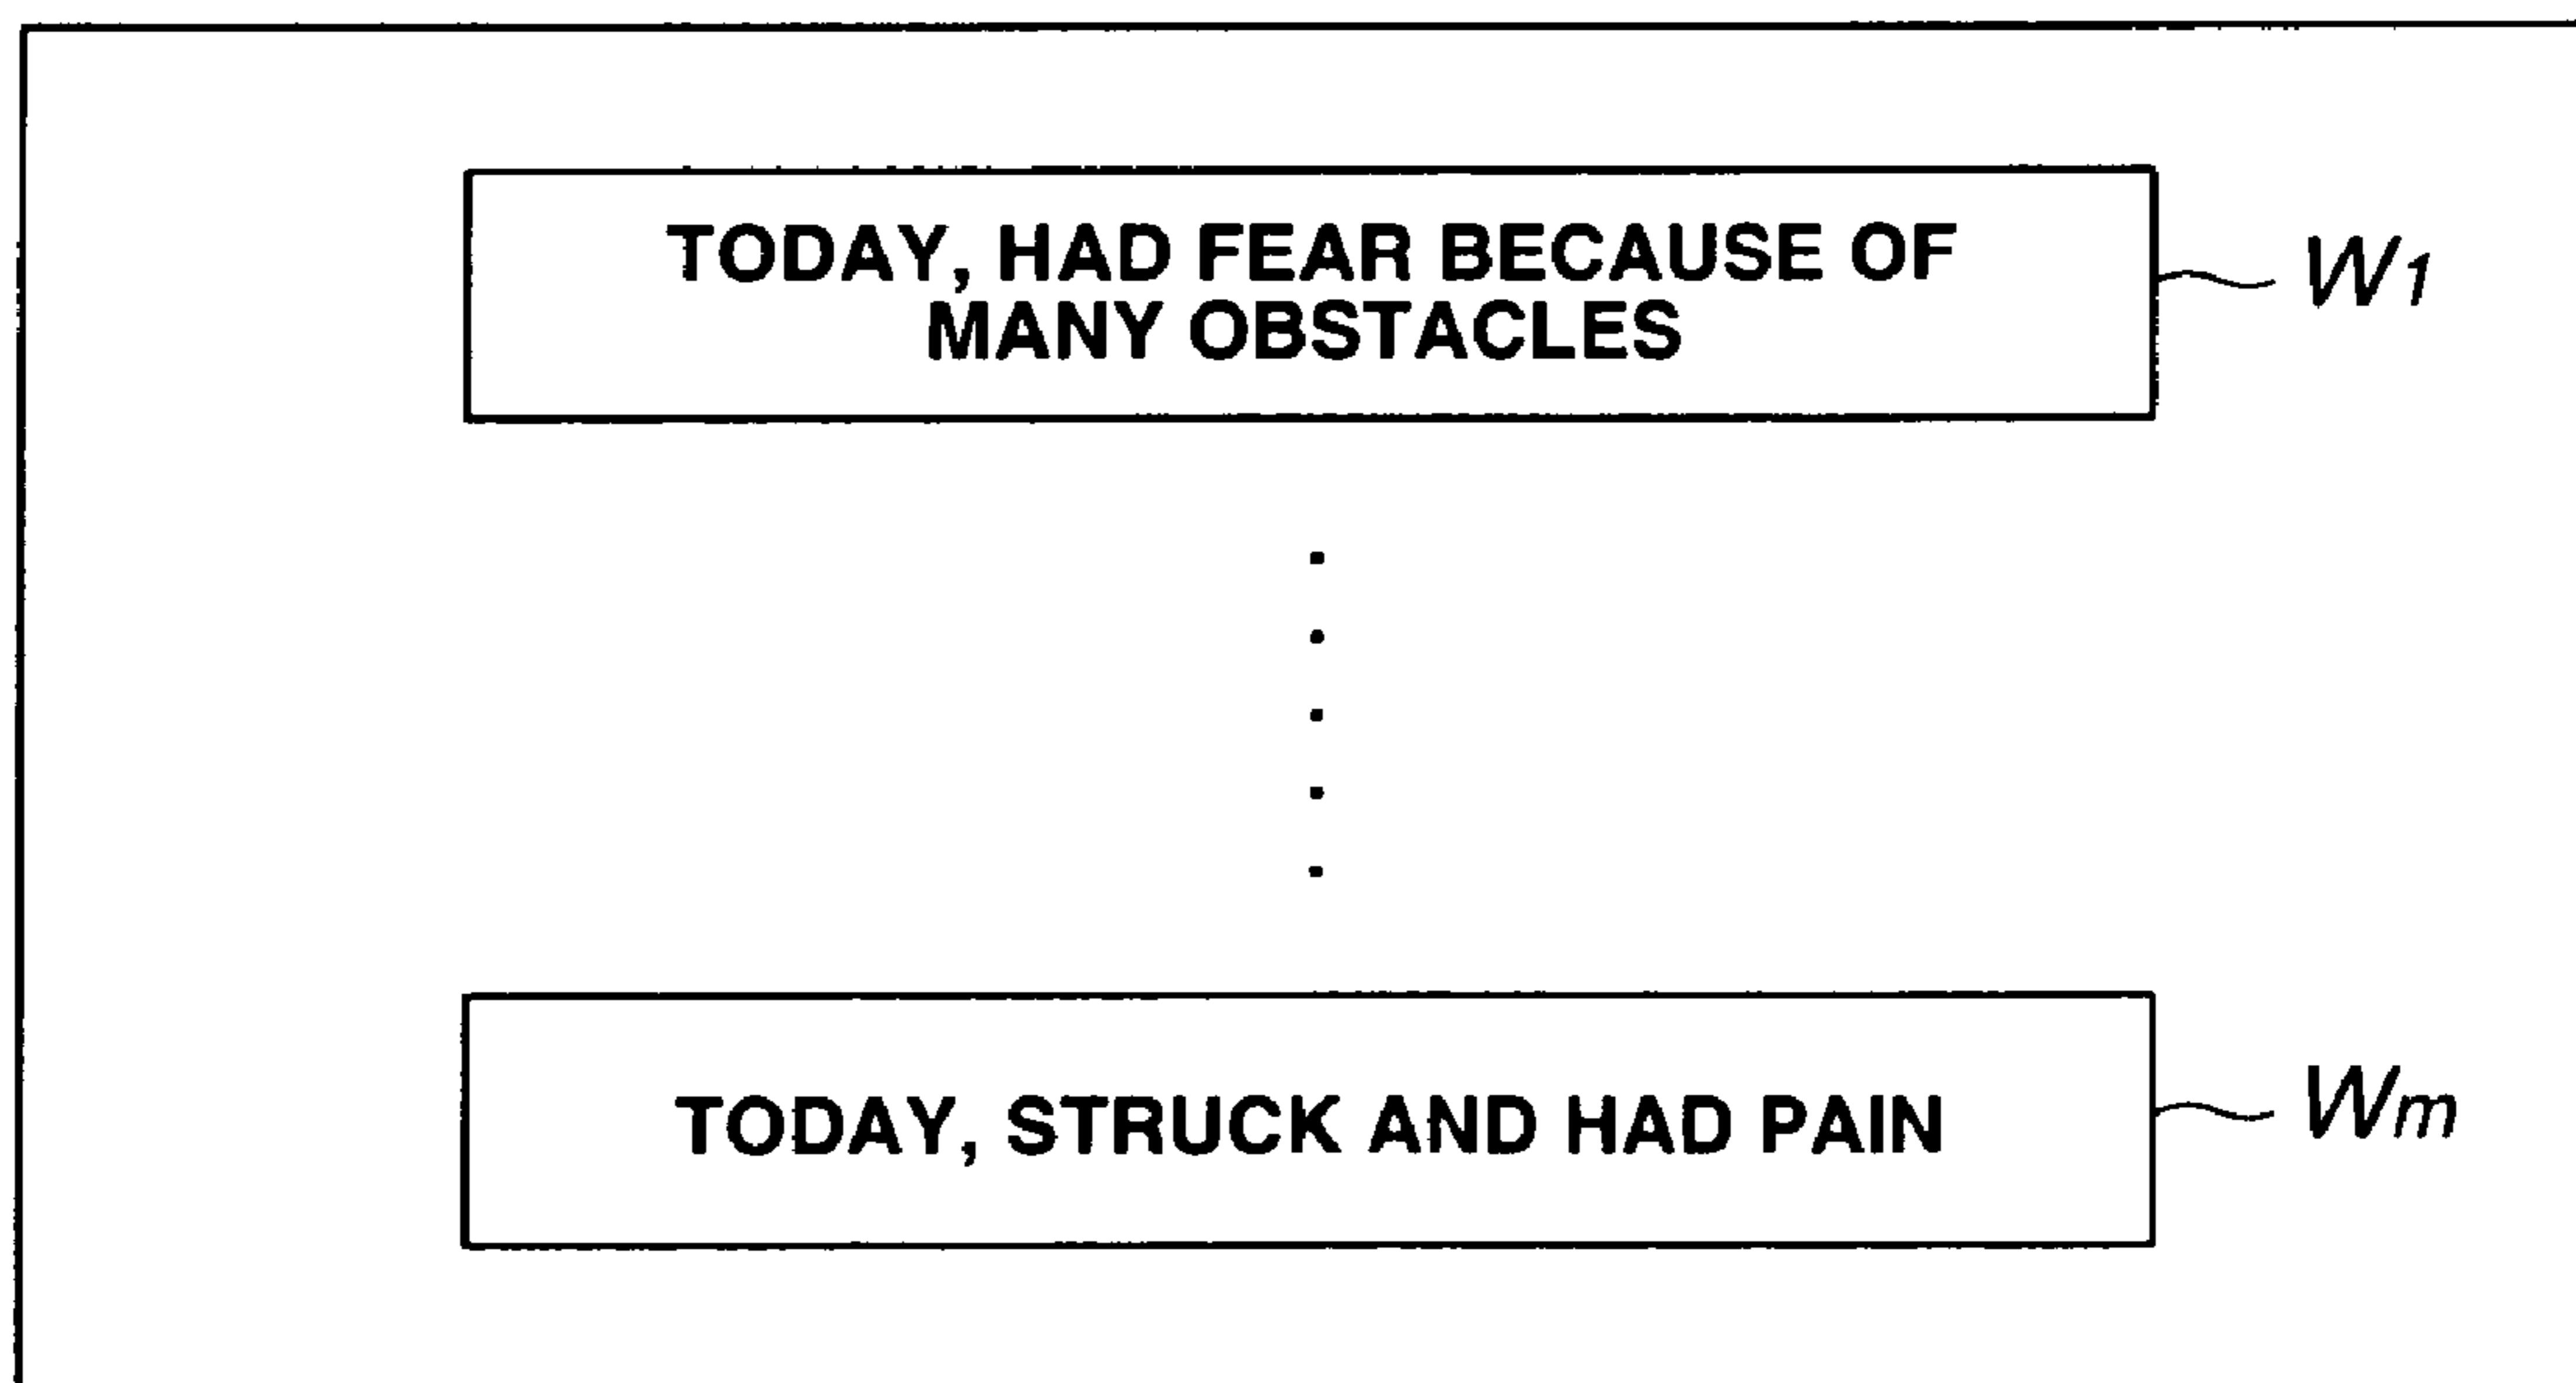 TODAY, HAD FEAR BECAUSE OF
MANY OBSTACLES
W1
TODAY, STRUCK AND HAD PAIN
Wm